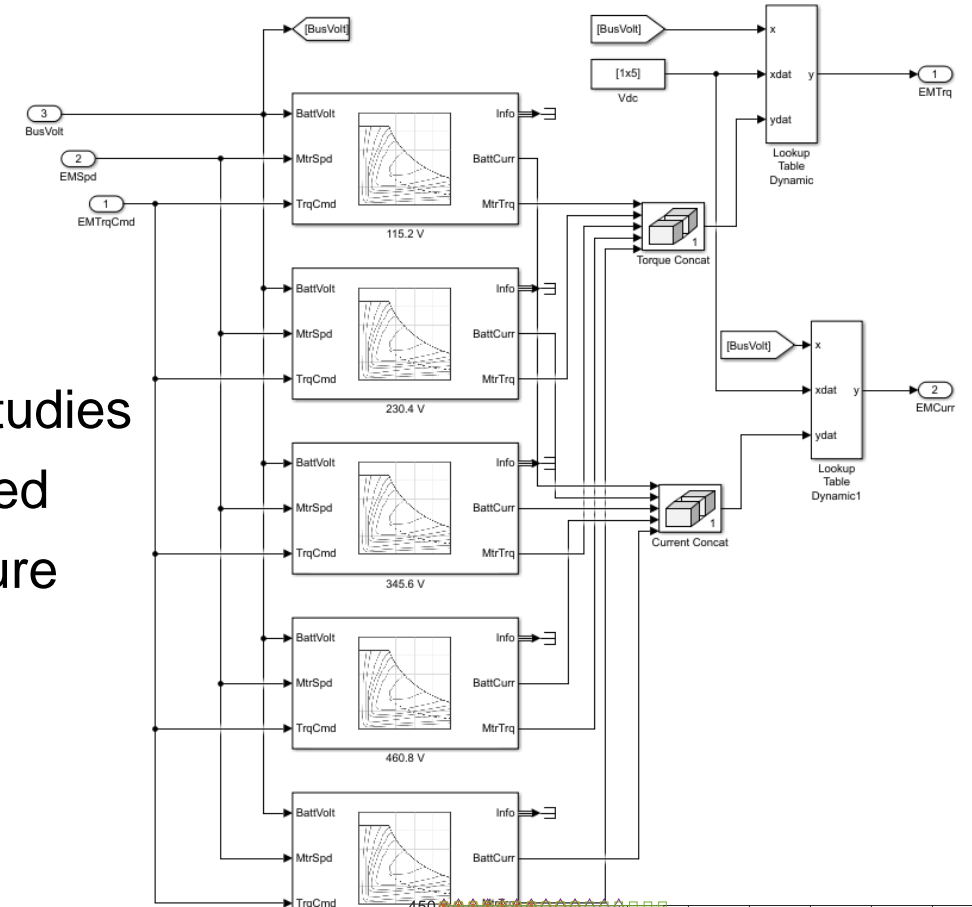 [BusVolt]
3
BusVolt
2
EMSpd
1
EMTrqCmd
BattVolt
MtrSpd
TrqCmd
Info
BattCurr
MtrTrq
115.2 V
BattVolt
MtrSpd
TrqCmd
Info
BattCurr
MtrTrq
230.4 V
BattVolt
MtrSpd
TrqCmd
Info
BattCurr
MtrTrq
345.6 V
BattVolt
MtrSpd
TrqCmd
Info
BattCurr
MtrTrq
460.8 V
BattVolt
MtrSpd
TrqCmd
Info
BattCurr
[BusVolt]
[1x5]
Vdc
x
xdat
ydat
y
Lookup
Table
Dynamic
1
EMTrq
1
Torque Concat
[BusVolt]
x
xdat
ydat
y
Lookup
Table
Dynamic1
2
EMCurr
1
Current Concat
tudies
ed
ure
450